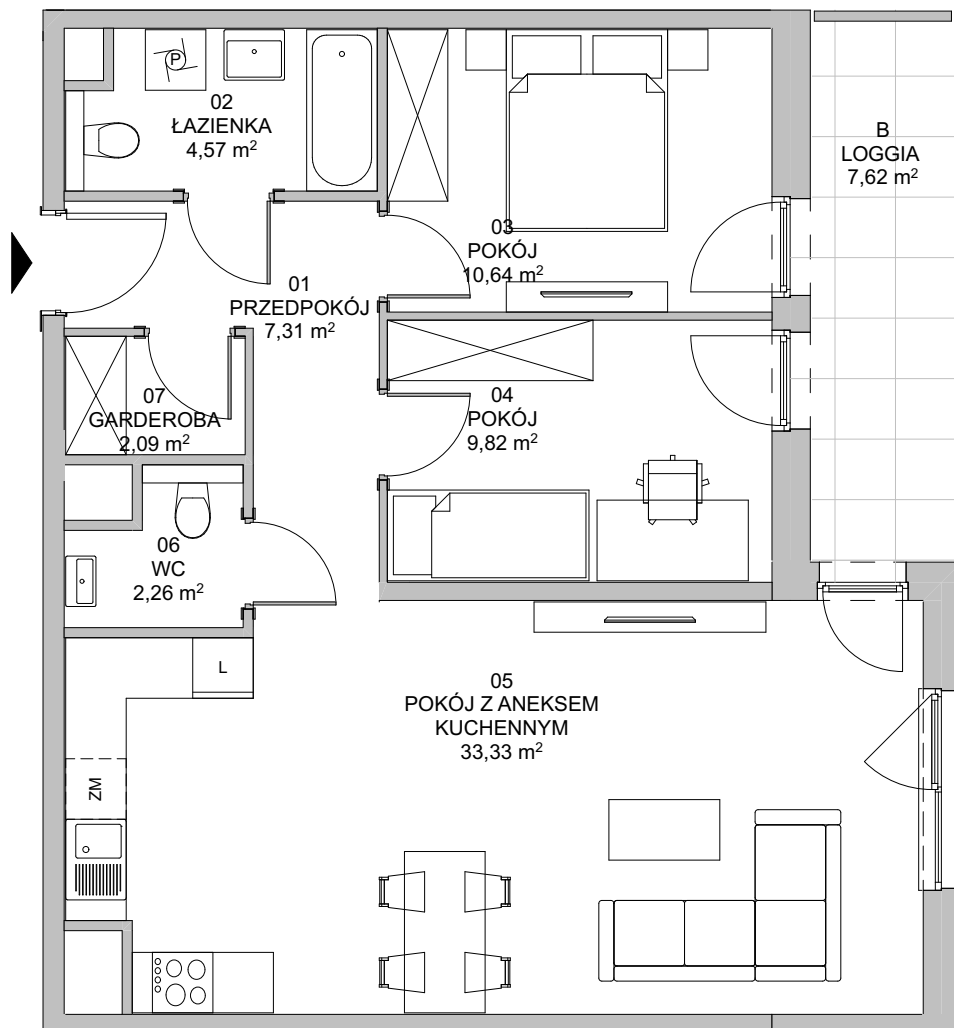 P
02
ŁAZIENKA
4,57 m²
B
LOGGIA
7,62 m²
03
POKÓJ
10,64 m²
01
PRZEDPOKÓJ
7,31 m²
04
POKÓJ
9,82 m²
07
GARDEROBA
2,09 m²
06
WC
2,26 m²
L
05
POKÓJ Z ANEKSEM
KUCHENNYM
33,33 m²
ZM